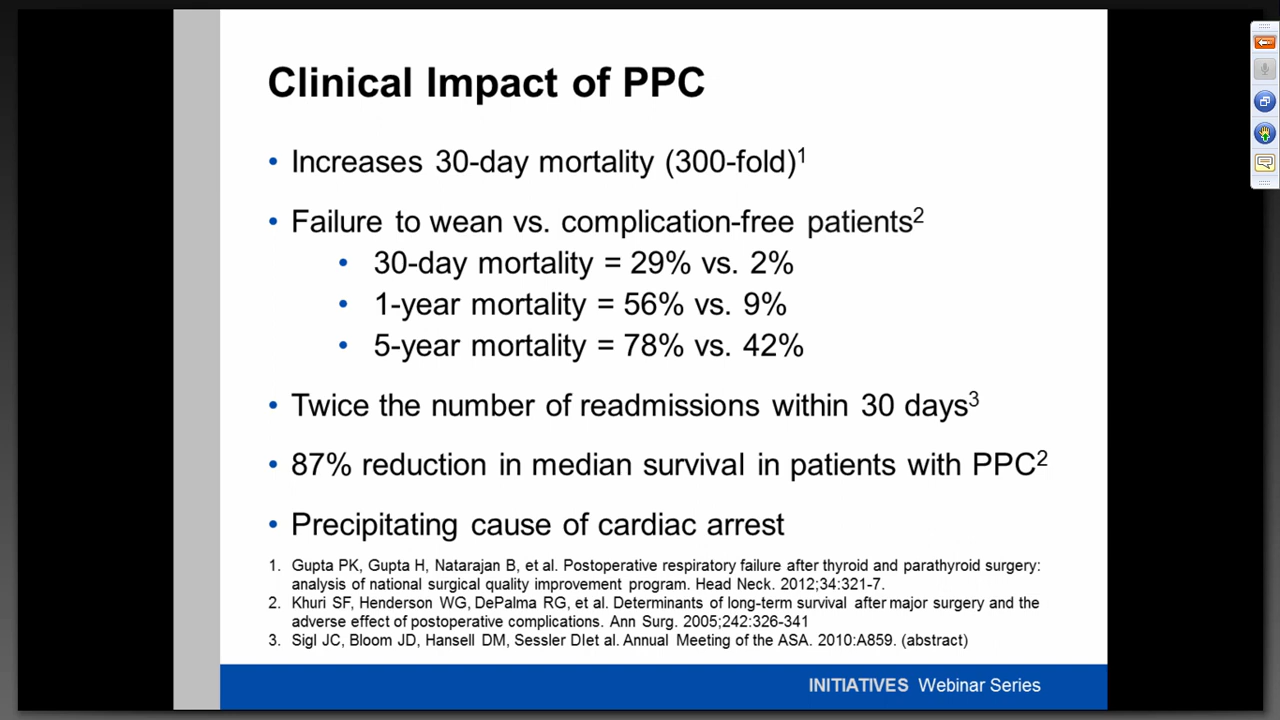 Clinical Impact of PPC
• Increases 30-day mortality (300-fold)1
• Failure to wean vs. complication-free patients2
• 30-day mortality = 29% vs. 2%
• 1-year mortality = 56% vs. 9%
• 5-year mortality = 78% vs. 42%
• Twice the number of readmissions within 30 days3
• 87% reduction in median survival in patients with PPC2
• Precipitating cause of cardiac arrest
1. Gupta PK, Gupta H, Natarajan B, et al. Postoperative respiratory failure after thyroid and parathyroid surgery:
analysis of national surgical quality improvement program. Head Neck. 2012;34:321-7.
2. Khuri SF, Henderson WG, DePalma RG, et al. Determinants of long-term survival after major surgery and the
adverse effect of postoperative complications. Ann Surg. 2005;242:326-341
3. Sigl JC, Bloom JD, Hansell DM, Sessler DIet al. Annual Meeting of the ASA. 2010:A859. (abstract)
INITIATIVES Webinar Series